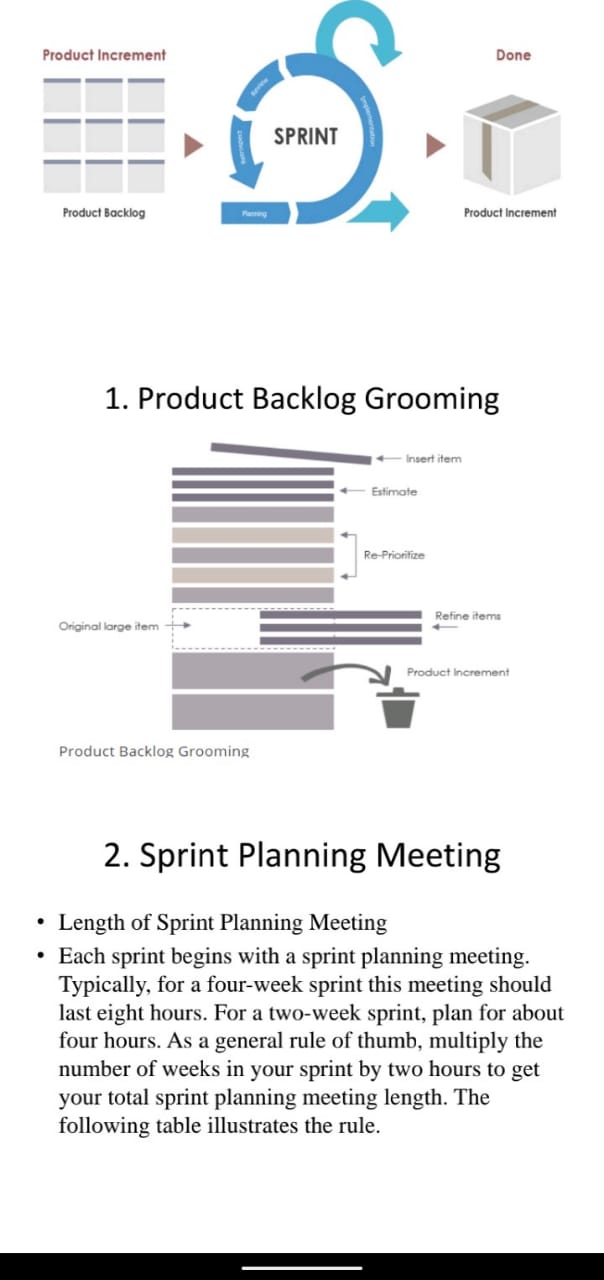 Product Increment
Done
Review
Implementation
SPRINT
Retrospect
Product Backlog
Planning
Product Increment
1. Product Backlog Grooming
Insert item
Estimate
Re-Prioritize
Refine items
Original large item
Product Increment
Product Backlog Grooming
2. Sprint Planning Meeting
• Length of Sprint Planning Meeting
• Each sprint begins with a sprint planning meeting.
Typically, for a four-week sprint this meeting should
last eight hours. For a two-week sprint, plan for about
four hours. As a general rule of thumb, multiply the
number of weeks in your sprint by two hours to get
your total sprint planning meeting length. The
following table illustrates the rule.